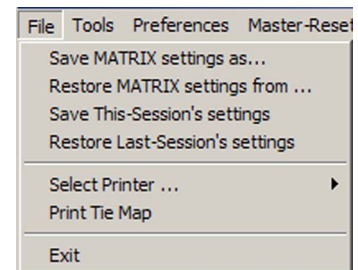 File Tools Preferences Master-Reset
Save MATRIX settings as...
Restore MATRIX settings from ...
Save This-Session's settings
Restore Last-Session's settings
Select Printer ...
Print Tie Map
Exit